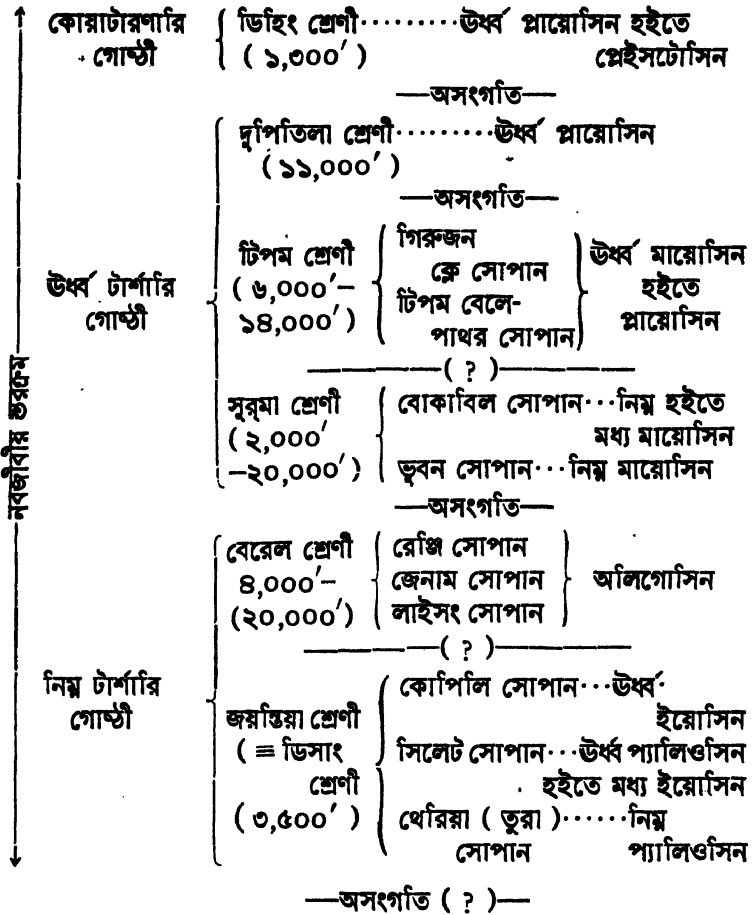 কোয়াটারণারি
গোষ্ঠী
ডিহিং শ্রেণী·········ঊর্ধ্ব প্লায়োসিন হইতে
( ১,৩০০′ ) প্লেইসটোসিন
—অসংগতি—
দুপিতিলা শ্রেণী·········ঊর্ধ্ব প্লায়োসিন
( ১১,০০০′ )
—অসংগতি—
ঊর্ধ্ব টার্শারি
গোষ্ঠী
টিপম শ্রেণী
( ৬,০০০′–
১৪,০০০′ )
গিরুজন
ক্লে সোপান
টিপম বেলে-
পাথর সোপান
ঊর্ধ্ব মায়োসিন
হইতে
প্লায়োসিন
———( ? )———
সুরমা শ্রেণী
( ২,০০০′
–২০,০০০′ )
বোকাবিল সোপান···নিম্ন হইতে
মধ্য মায়োসিন
ভুবন সোপান···নিম্ন মায়োসিন
—অসংগতি—
নবজীবীয় স্তরক্রম
নিম্ন টার্শারি
গোষ্ঠী
বেরেল শ্রেণী
৪,০০০′–
(২০,০০০′ )
রেঞ্জি সোপান
জেনাম সোপান
লাইসং সোপান
অলিগোসিন
———( ? )———
জয়ন্তিয়া শ্রেণী
( ≡ ডিসাং
শ্রেণী
( ৩,৫০০′ )
কোপিলি সোপান···ঊর্ধ্ব
ইয়োসিন
সিলেট সোপান···ঊর্ধ্ব প্যালিওসিন
হইতে মধ্য ইয়োসিন
থেরিয়া ( তুরা )······নিম্ন
সোপান প্যালিওসিন
—অসংগতি ( ? )—